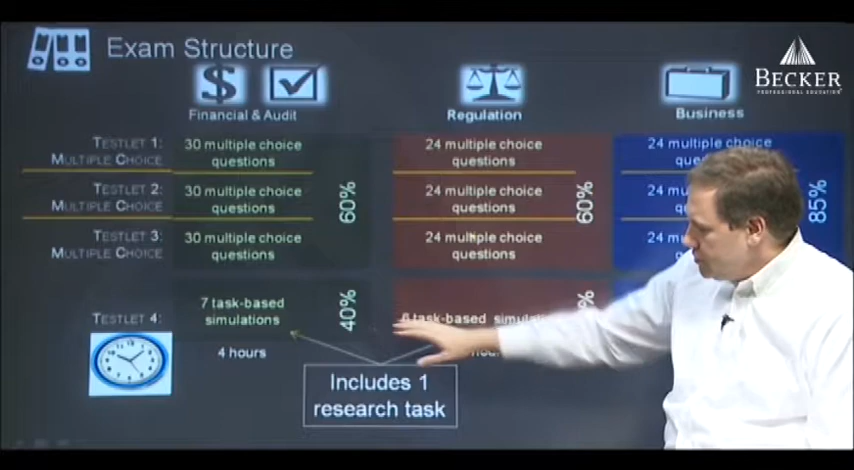 Exam Structure
BECKER
PROFESSIONAL EDUCATION
Financial & Audit
Regulation
Business
TESTLET 1:
MULTIPLE CHOICE
30 multiple choice
questions
24 multiple choice
questions
24 multiple choice
TESTLET 2:
MULTIPLE CHOICE
30 multiple choice
questions
60%
24 multiple choice
questions
60%
24
85%
TESTLET 3:
MULTIPLE CHOICE
30 multiple choice
questions
24 multiple choice
questions
24
TESTLET 4:
7 task-based
simulations
40%
task-based
4 hours
Includes 1
research task